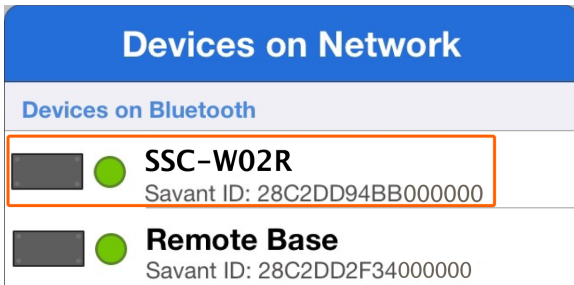 Devices on Network
Devices on Bluetooth
SSC-W02R
Savant ID: 28C2DD94BB000000
Remote Base
Savant ID: 28C2DD2F34000000